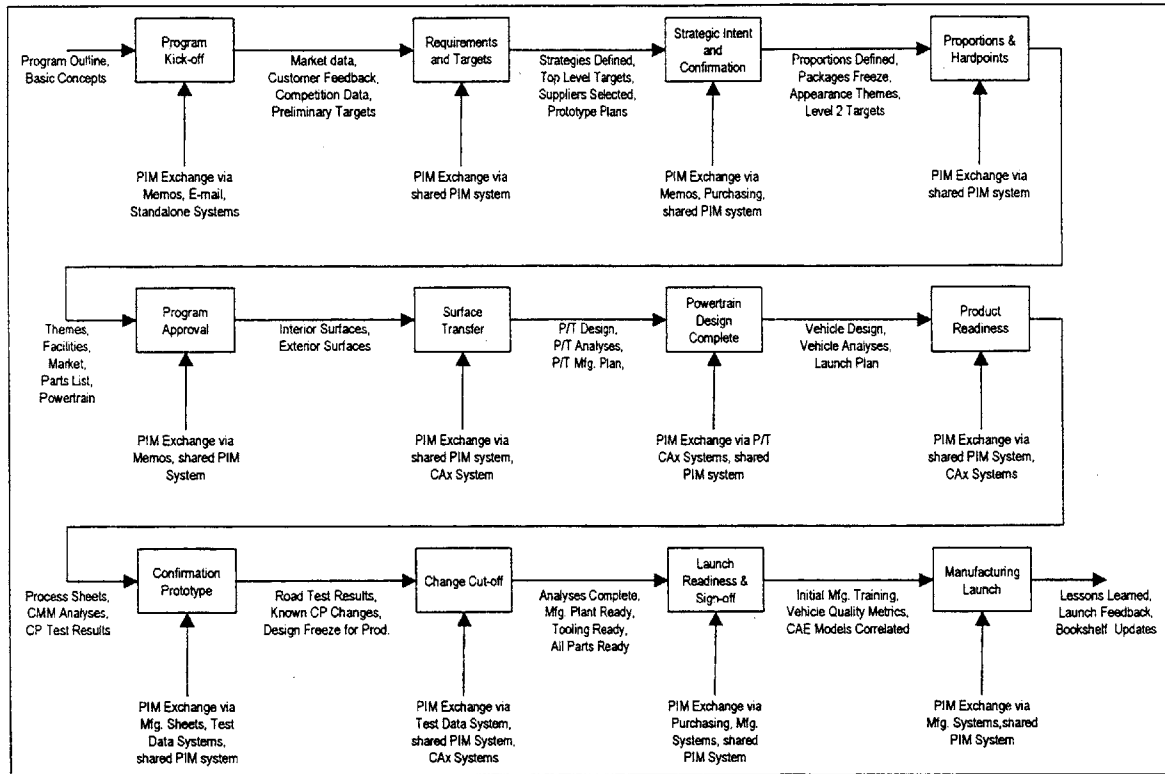 Program
Kick-off
Requirements
and Targets
Strategic Intent
and
Confirmation
Proportions &
Hardpoints
Program Outline,
Basic Concepts
Market data,
Customer Feedback,
Competition Data,
Preliminary Targets
Strategies Defined,
Top Level Targets,
Suppliers Selected,
Prototype Plans
Proportions Defined,
Packages Freeze,
Appearance Themes,
Level 2 Targets
PIM Exchange via
Memos, E-mail,
Standalone Systems
PIM Exchange via
shared PIM system
PIM Exchange via
Memos, Purchasing,
shared PIM system
PIM Exchange via
shared PIM system
Program
Approval
Surface
Transfer
Powertrain
Design
Complete
Product
Readiness
Themes,
Facilities,
Market,
Parts List,
Powertrain
Interior Surfaces,
Exterior Surfaces
P/T Design,
P/T Analyses,
P/T Mfg. Plan,
Vehicle Design,
Vehicle Analyses,
Launch Plan
PIM Exchange via
Memos, shared PIM
System
PIM Exchange via
shared PIM system,
CAx System
PIM Exchange via P/T
CAx Systems, shared
PIM system
PIM Exchange via
shared PIM System,
CAx Systems
Confirmation
Prototype
Change Cut-off
Launch
Readiness &
Sign-off
Manufacturing
Launch
Process Sheets,
CMM Analyses,
CP Test Results
Road Test Results,
Known CP Changes,
Design Freeze for Prod.
Analyses Complete,
Mfg. Plant Ready,
Tooling Ready,
All Parts Ready
Initial Mfg. Training,
Vehicle Quality Metrics,
CAE Models Correlated
Lessons Learned,
Launch Feedback,
Bookshelf Updates
PIM Exchange via
Mfg. Sheets, Test
Data Systems,
shared PIM system
PIM Exchange via
Test Data System,
shared PIM System,
CAx Systems
PIM Exchange via
Purchasing, Mfg.
Systems, shared
PIM System
PIM Exchange via
Mfg. Systems,shared
PIM System